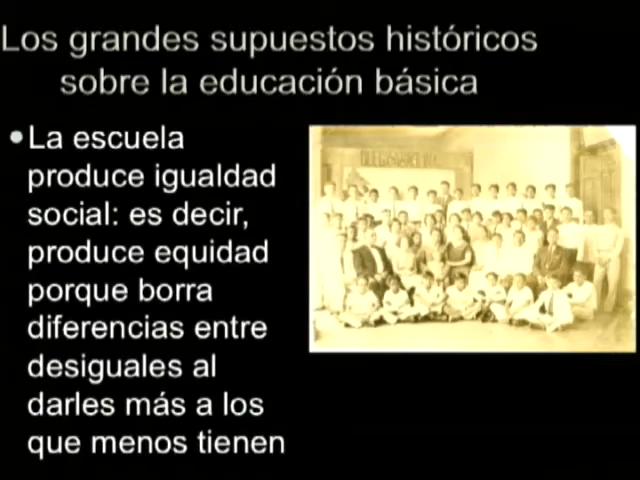 Los grandes supuestos históricos
sobre la educación básica
•La escuela
produce igualdad
social: es decir,
produce equidad
porque borra
diferencias entre
desiguales al
darles más a los
que menos tienen